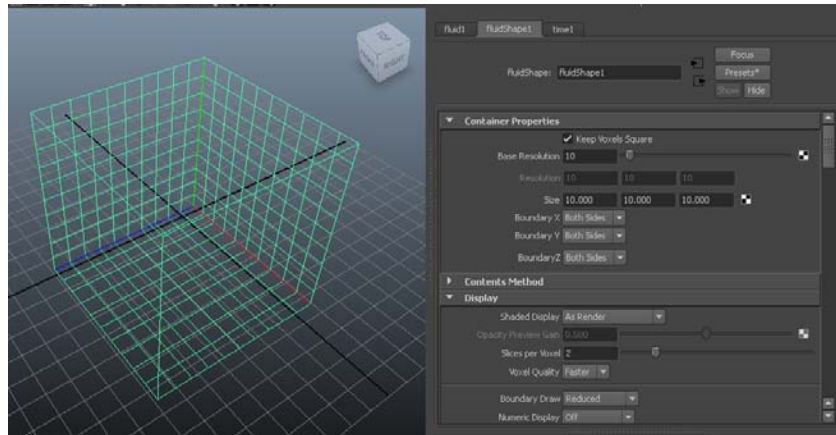 fluid1 fluidShape1 time1
Focus
fluidShape: fluidShape1 Presets*
Show Hide
Container Properties
Keep Voxels Square
Base Resolution 10
Resolution 10 10 10
Size 10.000 10.000 10.000
Boundary X Both Sides
Boundary Y Both Sides
BoundaryZ Both Sides
Contents Method
Display
Shaded Display As Render
Opacity Preview Gain 0.500
Slices per Voxel 2
Voxel Quality Faster
Boundary Draw Reduced
Numeric Display Off